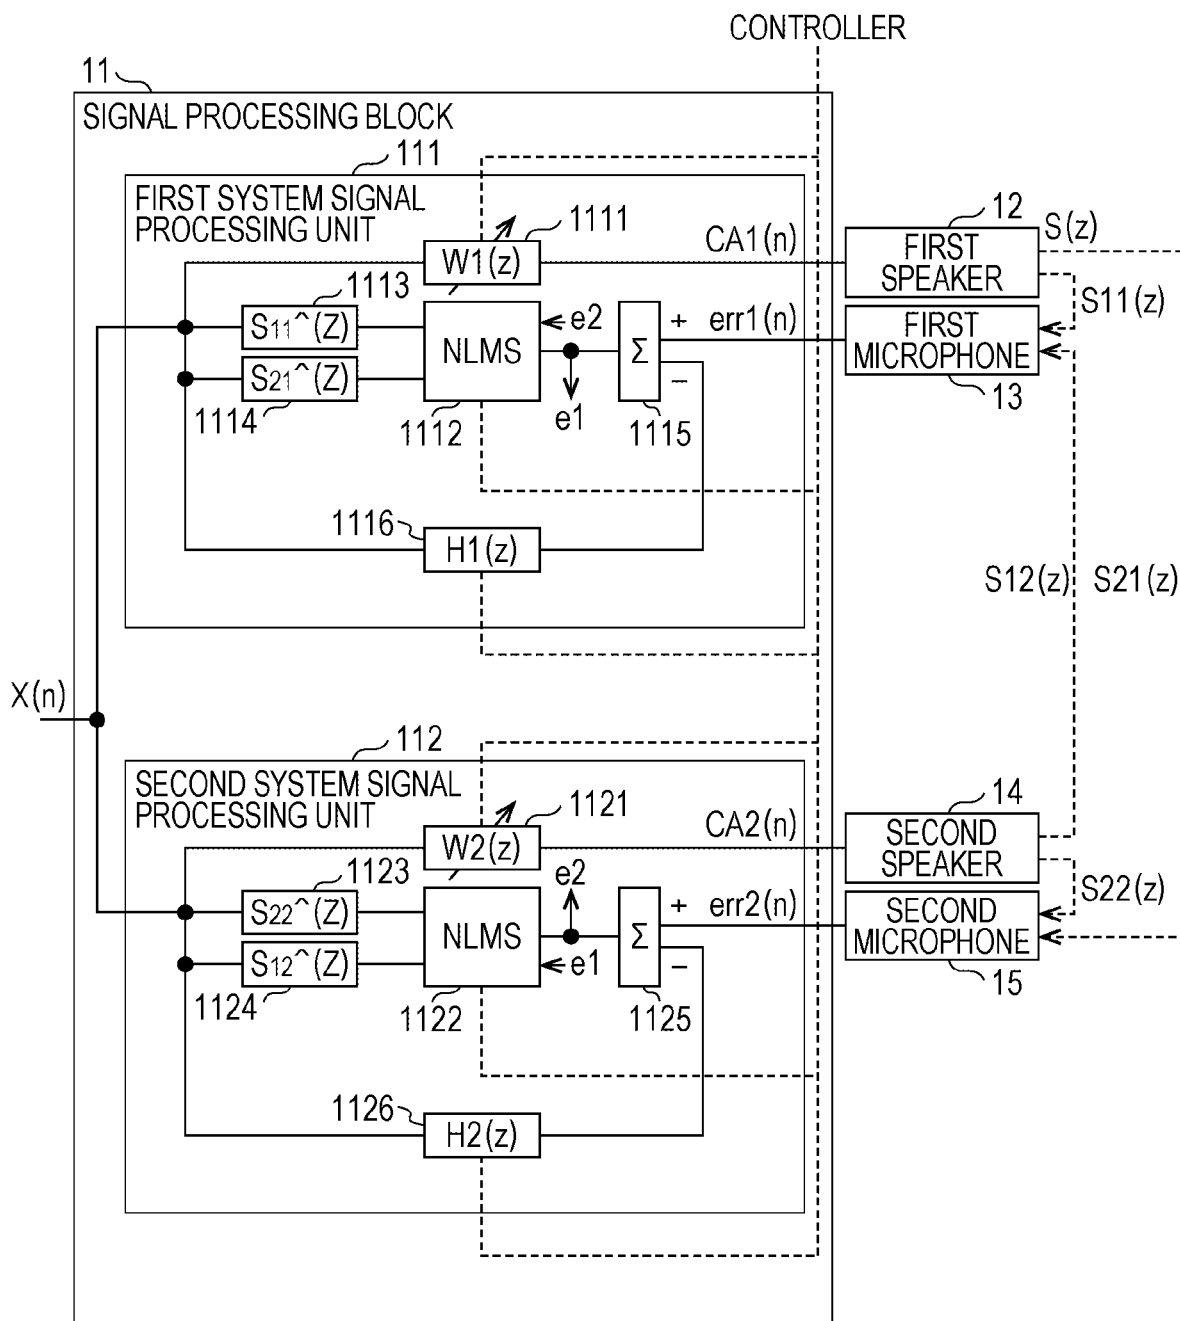 CONTROLLER
11
SIGNAL PROCESSING BLOCK
111
FIRST SYSTEM SIGNAL
PROCESSING UNIT
1111
W1(z)
CA1(n)
12
FIRST
SPEAKER
S(z)
1113
S11^(Z)
S21^(Z)
1114
NLMS
1112
e2
e1
Σ
1115
+
−
err1(n)
FIRST
MICROPHONE
13
S11(z)
1116
H1(z)
S12(z)
S21(z)
X(n)
112
SECOND SYSTEM SIGNAL
PROCESSING UNIT
1121
W2(z)
CA2(n)
14
SECOND
SPEAKER
1123
S22^(Z)
S12^(Z)
1124
NLMS
1122
e2
e1
Σ
1125
+
−
err2(n)
SECOND
MICROPHONE
15
S22(z)
1126
H2(z)